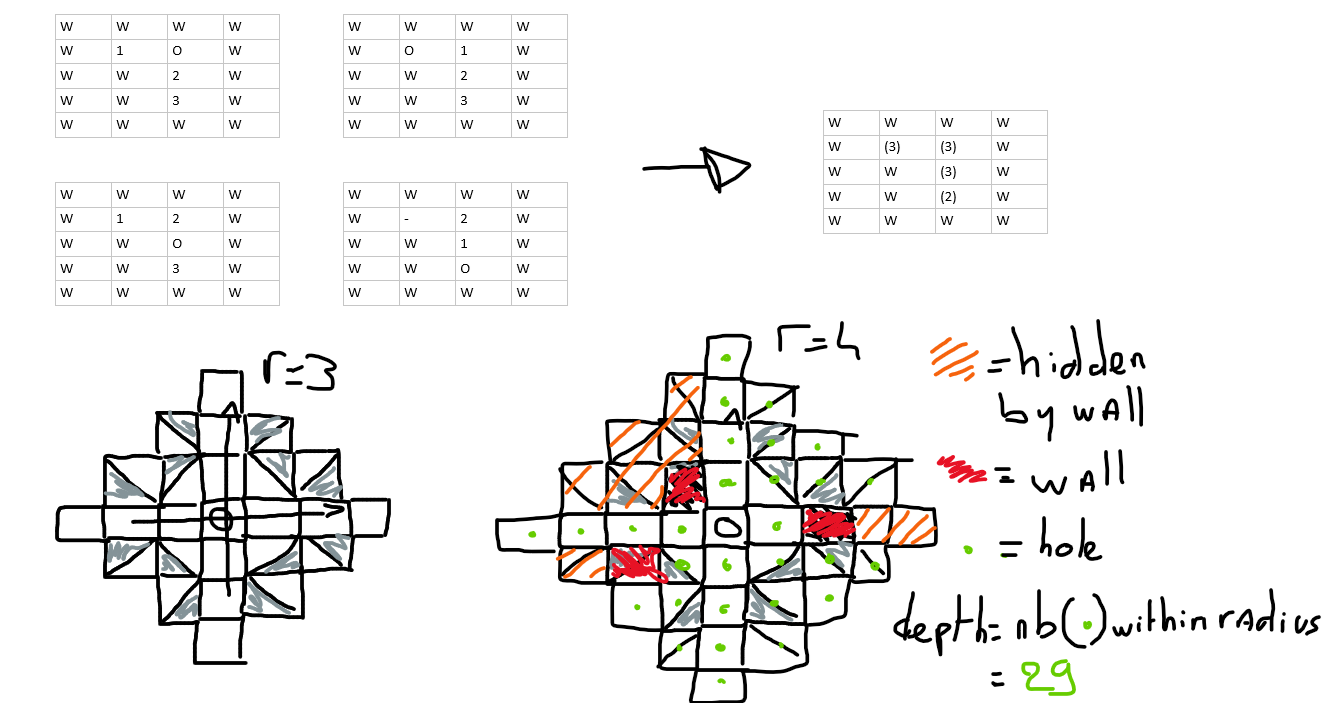 W W W W
W 1 O W
W W 2 W
W W 3 W
W W W W
W W W W
W O 1 W
W W 2 W
W W 3 W
W W W W
W W W W
W 1 2 W
W W O W
W W 3 W
W W W W
W W W W
W - 2 W
W W 1 W
W W O W
W W W W
W W W W
W (3) (3) W
W W (3) W
W W (2) W
W W W W
r=3
r=4
=hidden
by wAll
= wAll
= hole
depth= nb(.) within rAdius
= 29